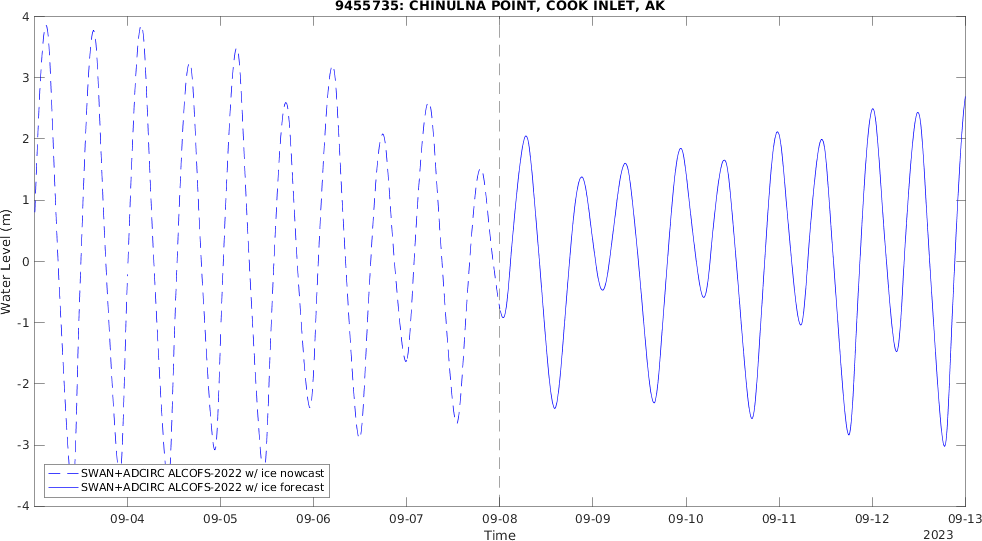 9455735: CHINULNA POINT, COOK INLET, AK
4
3
2
1
0
-1
-2
-3
-4
Water Level (m)
SWAN+ADCIRC ALCOFS-2022 w/ ice nowcast
SWAN+ADCIRC ALCOFS-2022 w/ ice forecast
09-04 09-05 09-06 09-07 09-08 09-09 09-10 09-11 09-12 09-13
Time
2023